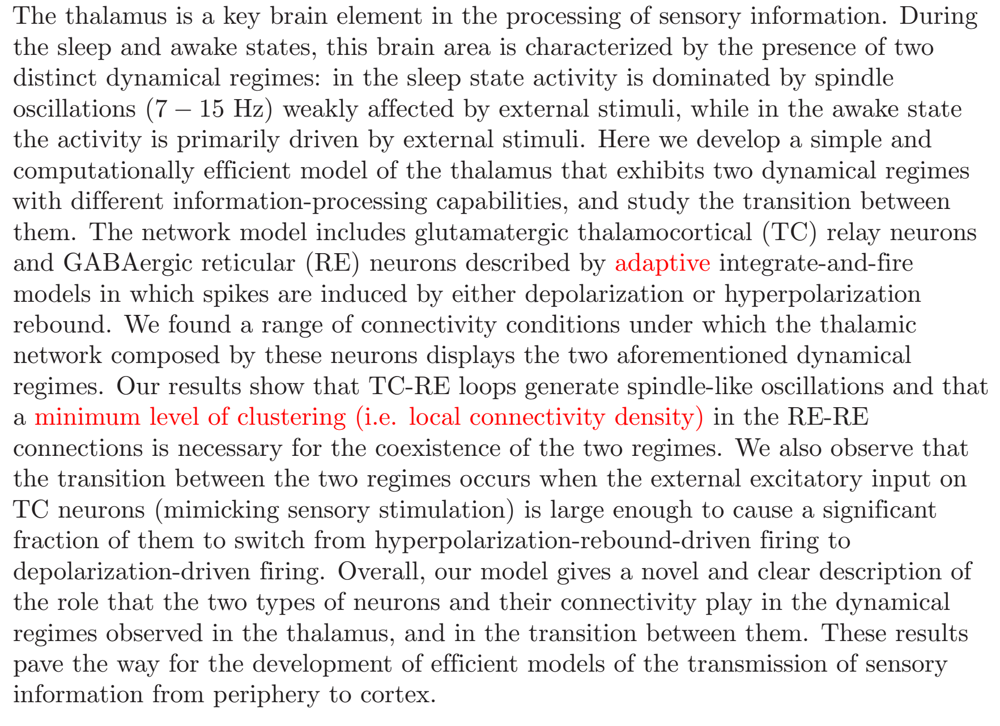 The thalamus is a key brain element in the processing of sensory information. During
the sleep and awake states, this brain area is characterized by the presence of two
distinct dynamical regimes: in the sleep state activity is dominated by spindle
oscillations (7 – 15 Hz) weakly affected by external stimuli, while in the awake state
the activity is primarily driven by external stimuli. Here we develop a simple and
computationally efficient model of the thalamus that exhibits two dynamical regimes
with different information-processing capabilities, and study the transition between
them. The network model includes glutamatergic thalamocortical (TC) relay neurons
and GABAergic reticular (RE) neurons described by adaptive integrate-and-fire
models in which spikes are induced by either depolarization or hyperpolarization
rebound. We found a range of connectivity conditions under which the thalamic
network composed by these neurons displays the two aforementioned dynamical
regimes. Our results show that TC-RE loops generate spindle-like oscillations and that
a minimum level of clustering (i.e. local connectivity density) in the RE-RE
connections is necessary for the coexistence of the two regimes. We also observe that
the transition between the two regimes occurs when the external excitatory input on
TC neurons (mimicking sensory stimulation) is large enough to cause a significant
fraction of them to switch from hyperpolarization-rebound-driven firing to
depolarization-driven firing. Overall, our model gives a novel and clear description of
the role that the two types of neurons and their connectivity play in the dynamical
regimes observed in the thalamus, and in the transition between them. These results
pave the way for the development of efficient models of the transmission of sensory
information from periphery to cortex.